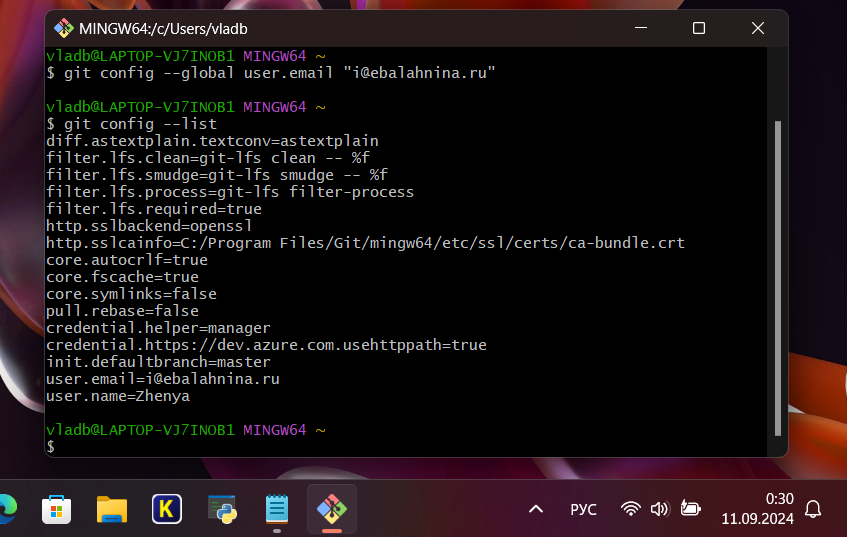 MINGW64:/c/Users/vladb
vladb@LAPTOP-VJ7INOB1 MINGW64 ~
$ git config --global user.email "i@ebalahnina.ru"
vladb@LAPTOP-VJ7INOB1 MINGW64 ~
$ git config --list
diff.astextplain.textconv=astextplain
filter.lfs.clean=git-lfs clean -- %f
filter.lfs.smudge=git-lfs smudge -- %f
filter.lfs.process=git-lfs filter-process
filter.lfs.required=true
http.sslbackend=openssl
http.sslcainfo=C:/Program Files/Git/mingw64/etc/ssl/certs/ca-bundle.crt
core.autocrlf=true
core.fscache=true
core.symlinks=false
pull.rebase=false
credential.helper=manager
credential.https://dev.azure.com.usehttppath=true
init.defaultbranch=master
user.email=i@ebalahnina.ru
user.name=Zhenya
vladb@LAPTOP-VJ7INOB1 MINGW64 ~
$
K
РУС
0:30
11.09.2024